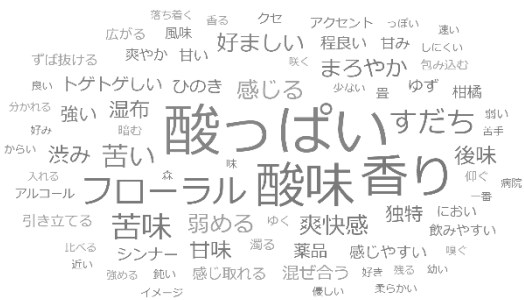 落ち着く 香る クセ アクセント っぽい 速い
広がる 風味 好ましい 程良い 甘み しにくい
ずば抜ける 爽やか 甘い 咲く まろやか 包み込む
良い トゲトゲしい ひのき 感じる 少ない 畳 ゆず 柑橘
分かれる 強い 湿布 酸っぱい すだち 弱い
好み 暗む 苦手
からい 渋み 苦い 味 後味
入れる 森 フローラル 酸味 香り 仰ぐ 病院
アルコール 一番
引き立てる 苦味 弱める ゆく 爽快感 独特 におい 飲みやすい
比べる シンナー 甘味 濁る 薬品 感じやすい 嗅ぐ
近い 強める 鈍い 感じ取れる 混ぜ合う 好き 残る 幼い
イメージ 優しい 柔らかい